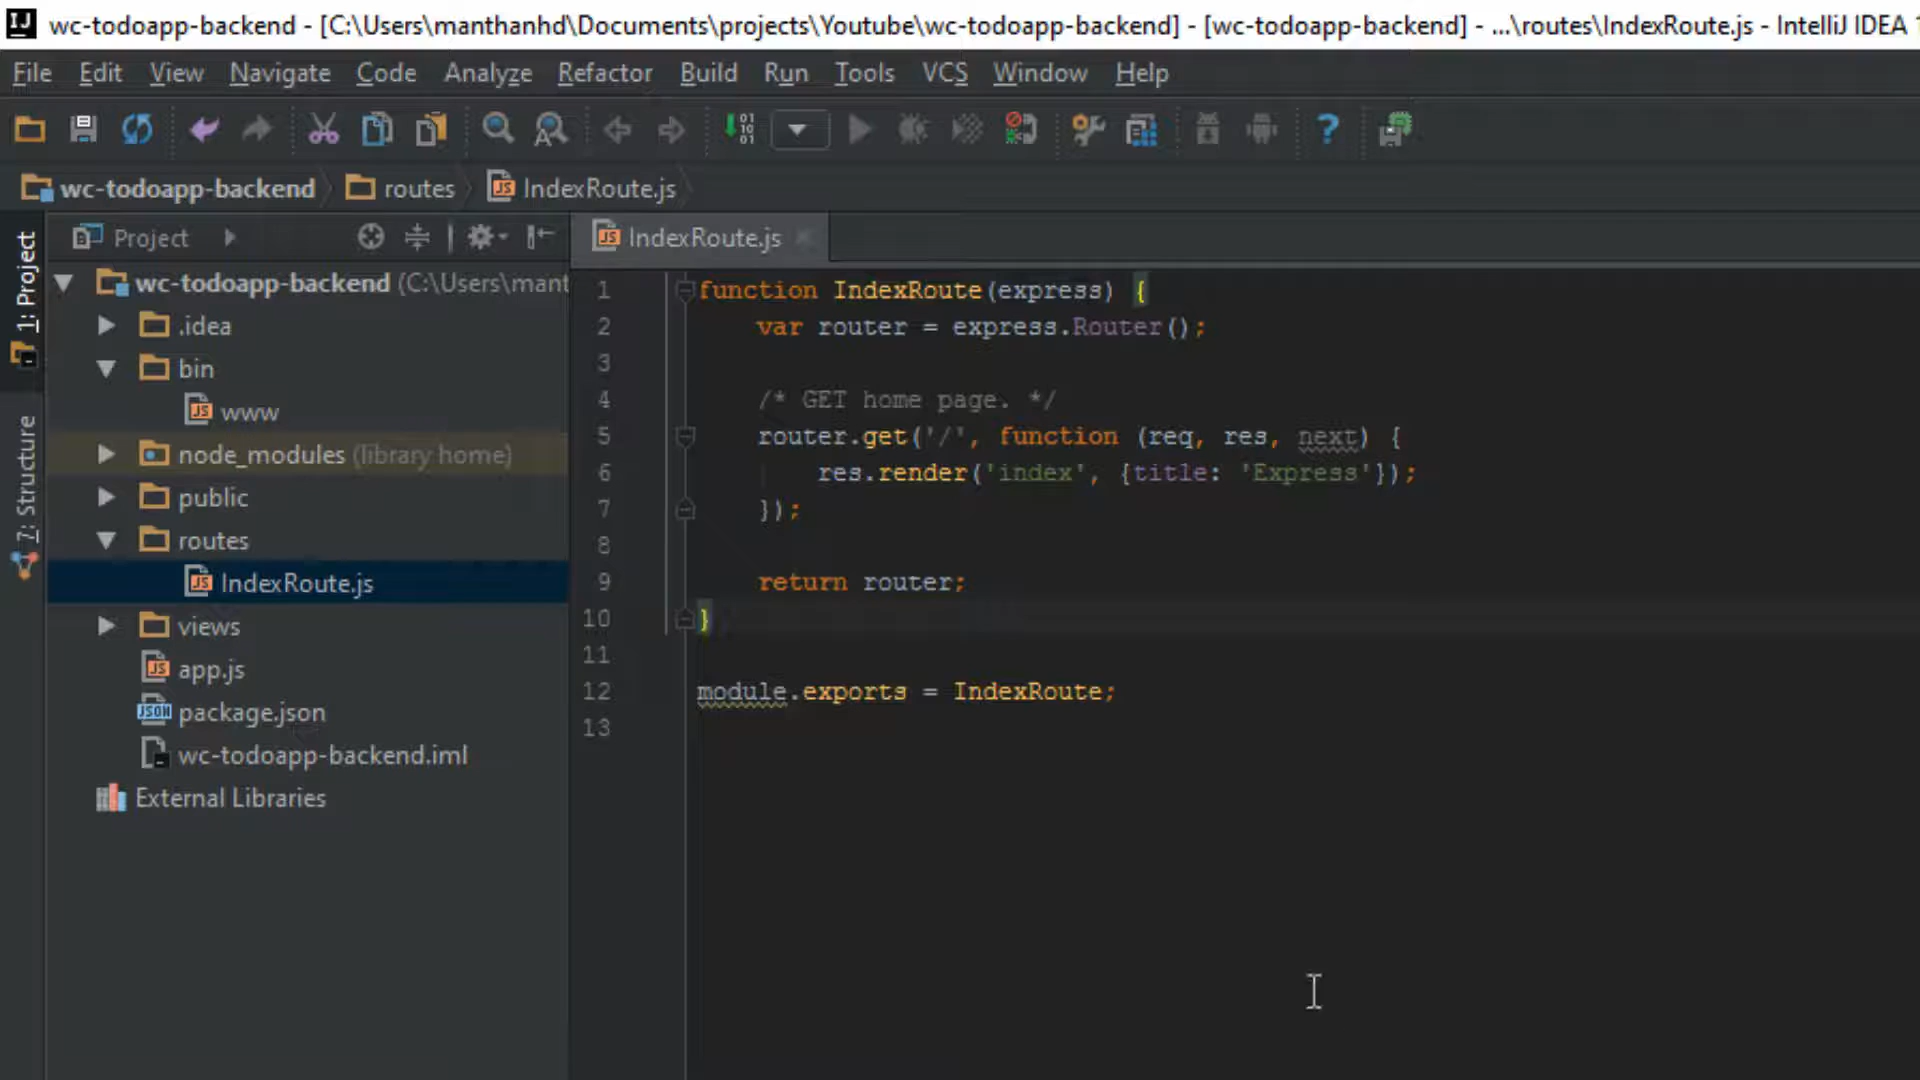 wc-todoapp-backend - [C:\Users\manthanhd\Documents\projects\Youtube\wc-todoapp-backend] - [wc-todoapp-backend] - ...\routes\IndexRoute.js - IntelliJ IDEA
File Edit View Navigate Code Analyze Refactor Build Run Tools VCS Window Help
wc-todoapp-backend routes IndexRoute.js
1: Project
7: Structure
Project
wc-todoapp-backend (C:\Users\mant
.idea
bin
www
node_modules (library home)
public
routes
IndexRoute.js
views
app.js
package.json
wc-todoapp-backend.iml
External Libraries
IndexRoute.js
1 function IndexRoute(express) {
2 var router = express.Router();
3
4 /* GET home page. */
5 router.get('/', function (req, res, next) {
6 res.render('index', {title: 'Express'});
7 });
8
9 return router;
10 }
11
12 module.exports = IndexRoute;
13